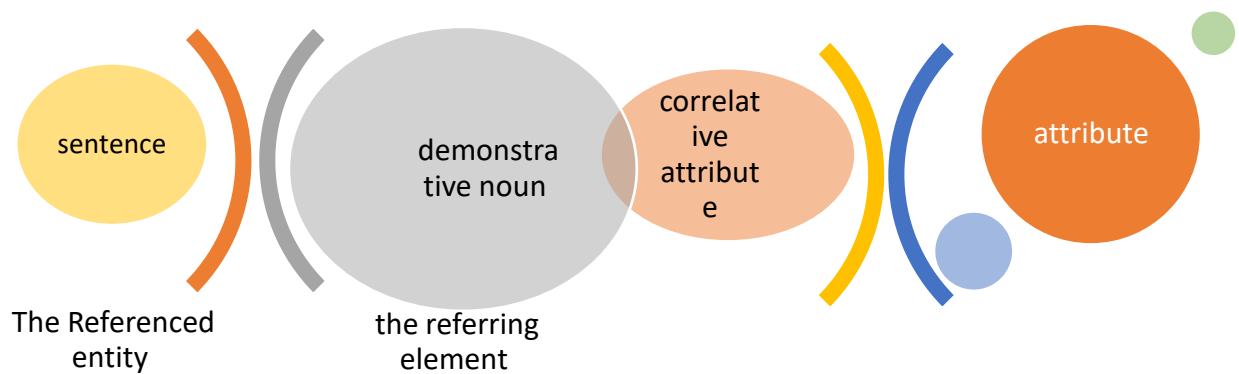 sentence
demonstra
tive noun
correlat
ive
attribut
e
attribute
The Referenced
entity
the referring
element